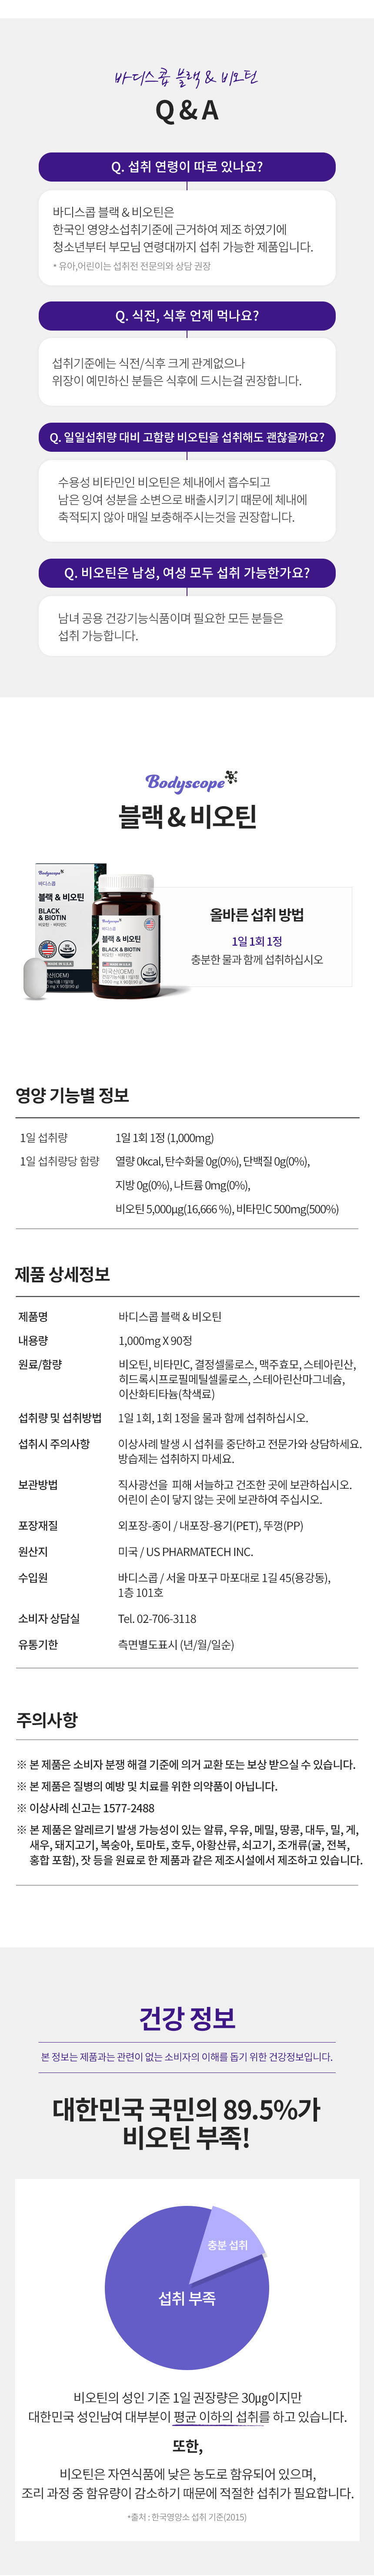 바디스콥 블랙 & 비오틴
Q & A
Q. 섭취 연령이 따로 있나요?
바디스콥 블랙 & 비오틴은
한국인 영양소섭취기준에 근거하여 제조 하였기에
청소년부터 부모님 연령대까지 섭취 가능한 제품입니다.
* 유아,어린이는 섭취전 전문의와 상담 권장
Q. 식전, 식후 언제 먹나요?
섭취기준에는 식전/식후 크게 관계없으나
위장이 예민하신 분들은 식후에 드시는걸 권장합니다.
Q. 일일섭취량 대비 고함량 비오틴을 섭취해도 괜찮을까요?
수용성 비타민인 비오틴은 체내에서 흡수되고
남은 잉여 성분을 소변으로 배출시키기 때문에 체내에
축적되지 않아 매일 보충해주시는것을 권장합니다.
Q. 비오틴은 남성, 여성 모두 섭취 가능한가요?
남녀 공용 건강기능식품이며 필요한 모든 분들은
섭취 가능합니다.
Bodyscope
블랙 & 비오틴
Bodyscope
바디스콥
블랙 & 비오틴
BLACK
& BIOTIN
Bodyscope
바디스콥
블랙 & 비오틴
BLACK & BIOTIN
미국산(OEM)
올바른 섭취 방법
1일 1회 1정
충분한 물과 함께 섭취하십시오
영양 기능별 정보
1일 섭취량 1일 1회 1정 (1,000mg)
1일 섭취량당 함량 열량 0kcal, 탄수화물 0g(0%), 단백질 0g(0%),
지방 0g(0%), 나트륨 0mg(0%),
비오틴 5,000μg(16,666 %), 비타민C 500mg(500%)
제품 상세정보
제품명 바디스콥 블랙 & 비오틴
내용량 1,000mg X 90정
원료/함량 비오틴, 비타민C, 결정셀룰로스, 맥주효모, 스테아린산,
히드록시프로필메틸셀룰로스, 스테아린산마그네슘,
이산화티타늄(착색료)
섭취량 및 섭취방법 1일 1회, 1회 1정을 물과 함께 섭취하십시오.
섭취시 주의사항 이상사례 발생 시 섭취를 중단하고 전문가와 상담하세요.
방습제는 섭취하지 마세요.
보관방법 직사광선을 피해 서늘하고 건조한 곳에 보관하십시오.
어린이 손이 닿지 않는 곳에 보관하여 주십시오.
포장재질 외포장-종이 / 내포장-용기(PET), 뚜껑(PP)
원산지 미국 / US PHARMATECH INC.
수입원 바디스콥 / 서울 마포구 마포대로 1길 45(용강동),
1층 101호
소비자 상담실 Tel. 02-706-3118
유통기한 측면별도표시 (년/월/일순)
주의사항
※ 본 제품은 소비자 분쟁 해결 기준에 의거 교환 또는 보상 받으실 수 있습니다.
※ 본 제품은 질병의 예방 및 치료를 위한 의약품이 아닙니다.
※ 이상사례 신고는 1577-2488
※ 본 제품은 알레르기 발생 가능성이 있는 알류, 우유, 메밀, 땅콩, 대두, 밀, 게,
새우, 돼지고기, 복숭아, 토마토, 호두, 아황산류, 쇠고기, 조개류(굴, 전복,
홍합 포함), 잣 등을 원료로 한 제품과 같은 제조시설에서 제조하고 있습니다.
건강 정보
본 정보는 제품과는 관련이 없는 소비자의 이해를 돕기 위한 건강정보입니다.
대한민국 국민의 89.5%가
비오틴 부족!
충분 섭취
섭취 부족
비오틴의 성인 기준 1일 권장량은 30μg이지만
대한민국 성인남여 대부분이 평균 이하의 섭취를 하고 있습니다.
또한,
비오틴은 자연식품에 낮은 농도로 함유되어 있으며,
조리 과정 중 함유량이 감소하기 때문에 적절한 섭취가 필요합니다.
*출처 : 한국영양소 섭취 기준(2015)